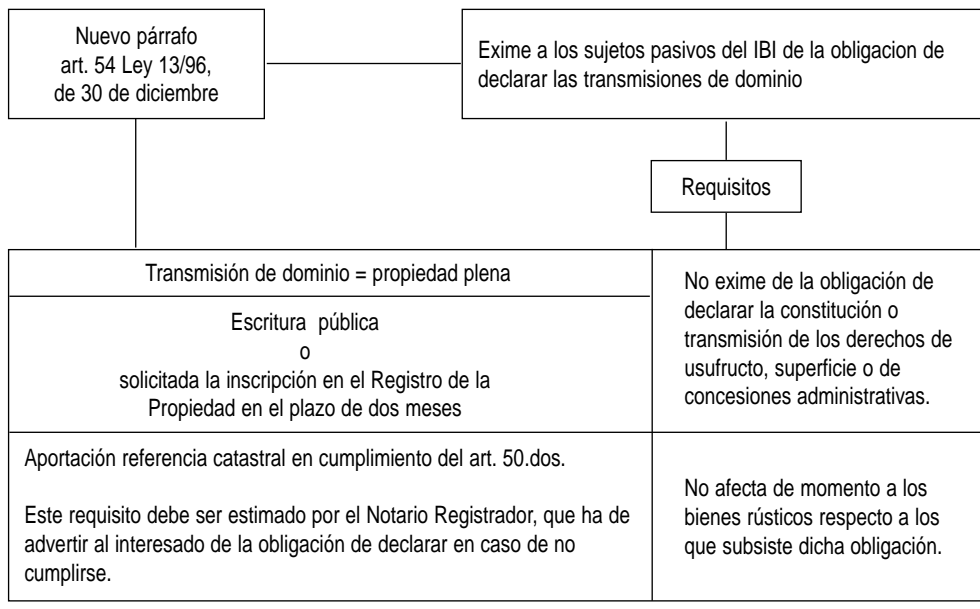 Nuevo párrafo
art. 54 Ley 13/96,
de 30 de diciembre
Exime a los sujetos pasivos del IBI de la obligacion de
declarar las transmisiones de dominio
Requisitos
Transmisión de dominio = propiedad plena
Escritura pública
o
solicitada la inscripción en el Registro de la
Propiedad en el plazo de dos meses
No exime de la obligación de
declarar la constitución o
transmisión de los derechos de
usufructo, superficie o de
concesiones administrativas.
Aportación referencia catastral en cumplimiento del art. 50.dos.
Este requisito debe ser estimado por el Notario Registrador, que ha de
advertir al interesado de la obligación de declarar en caso de no
cumplirse.
No afecta de momento a los
bienes rústicos respecto a los
que subsiste dicha obligación.